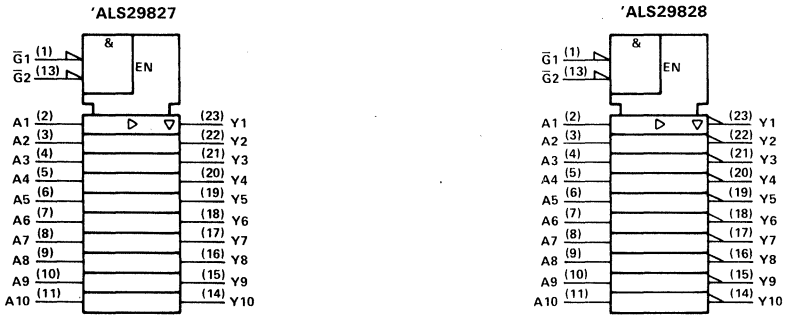 'ALS29827
& EN
G̅1 (1)
G̅2 (13)
A1 (2) (23) Y1
A2 (3) (22) Y2
A3 (4) (21) Y3
A4 (5) (20) Y4
A5 (6) (19) Y5
A6 (7) (18) Y6
A7 (8) (17) Y7
A8 (9) (16) Y8
A9 (10) (15) Y9
A10 (11) (14) Y10
'ALS29828
& EN
G̅1 (1)
G̅2 (13)
A1 (2) (23) Y1
A2 (3) (22) Y2
A3 (4) (21) Y3
A4 (5) (20) Y4
A5 (6) (19) Y5
A6 (7) (18) Y6
A7 (8) (17) Y7
A8 (9) (16) Y8
A9 (10) (15) Y9
A10 (11) (14) Y10